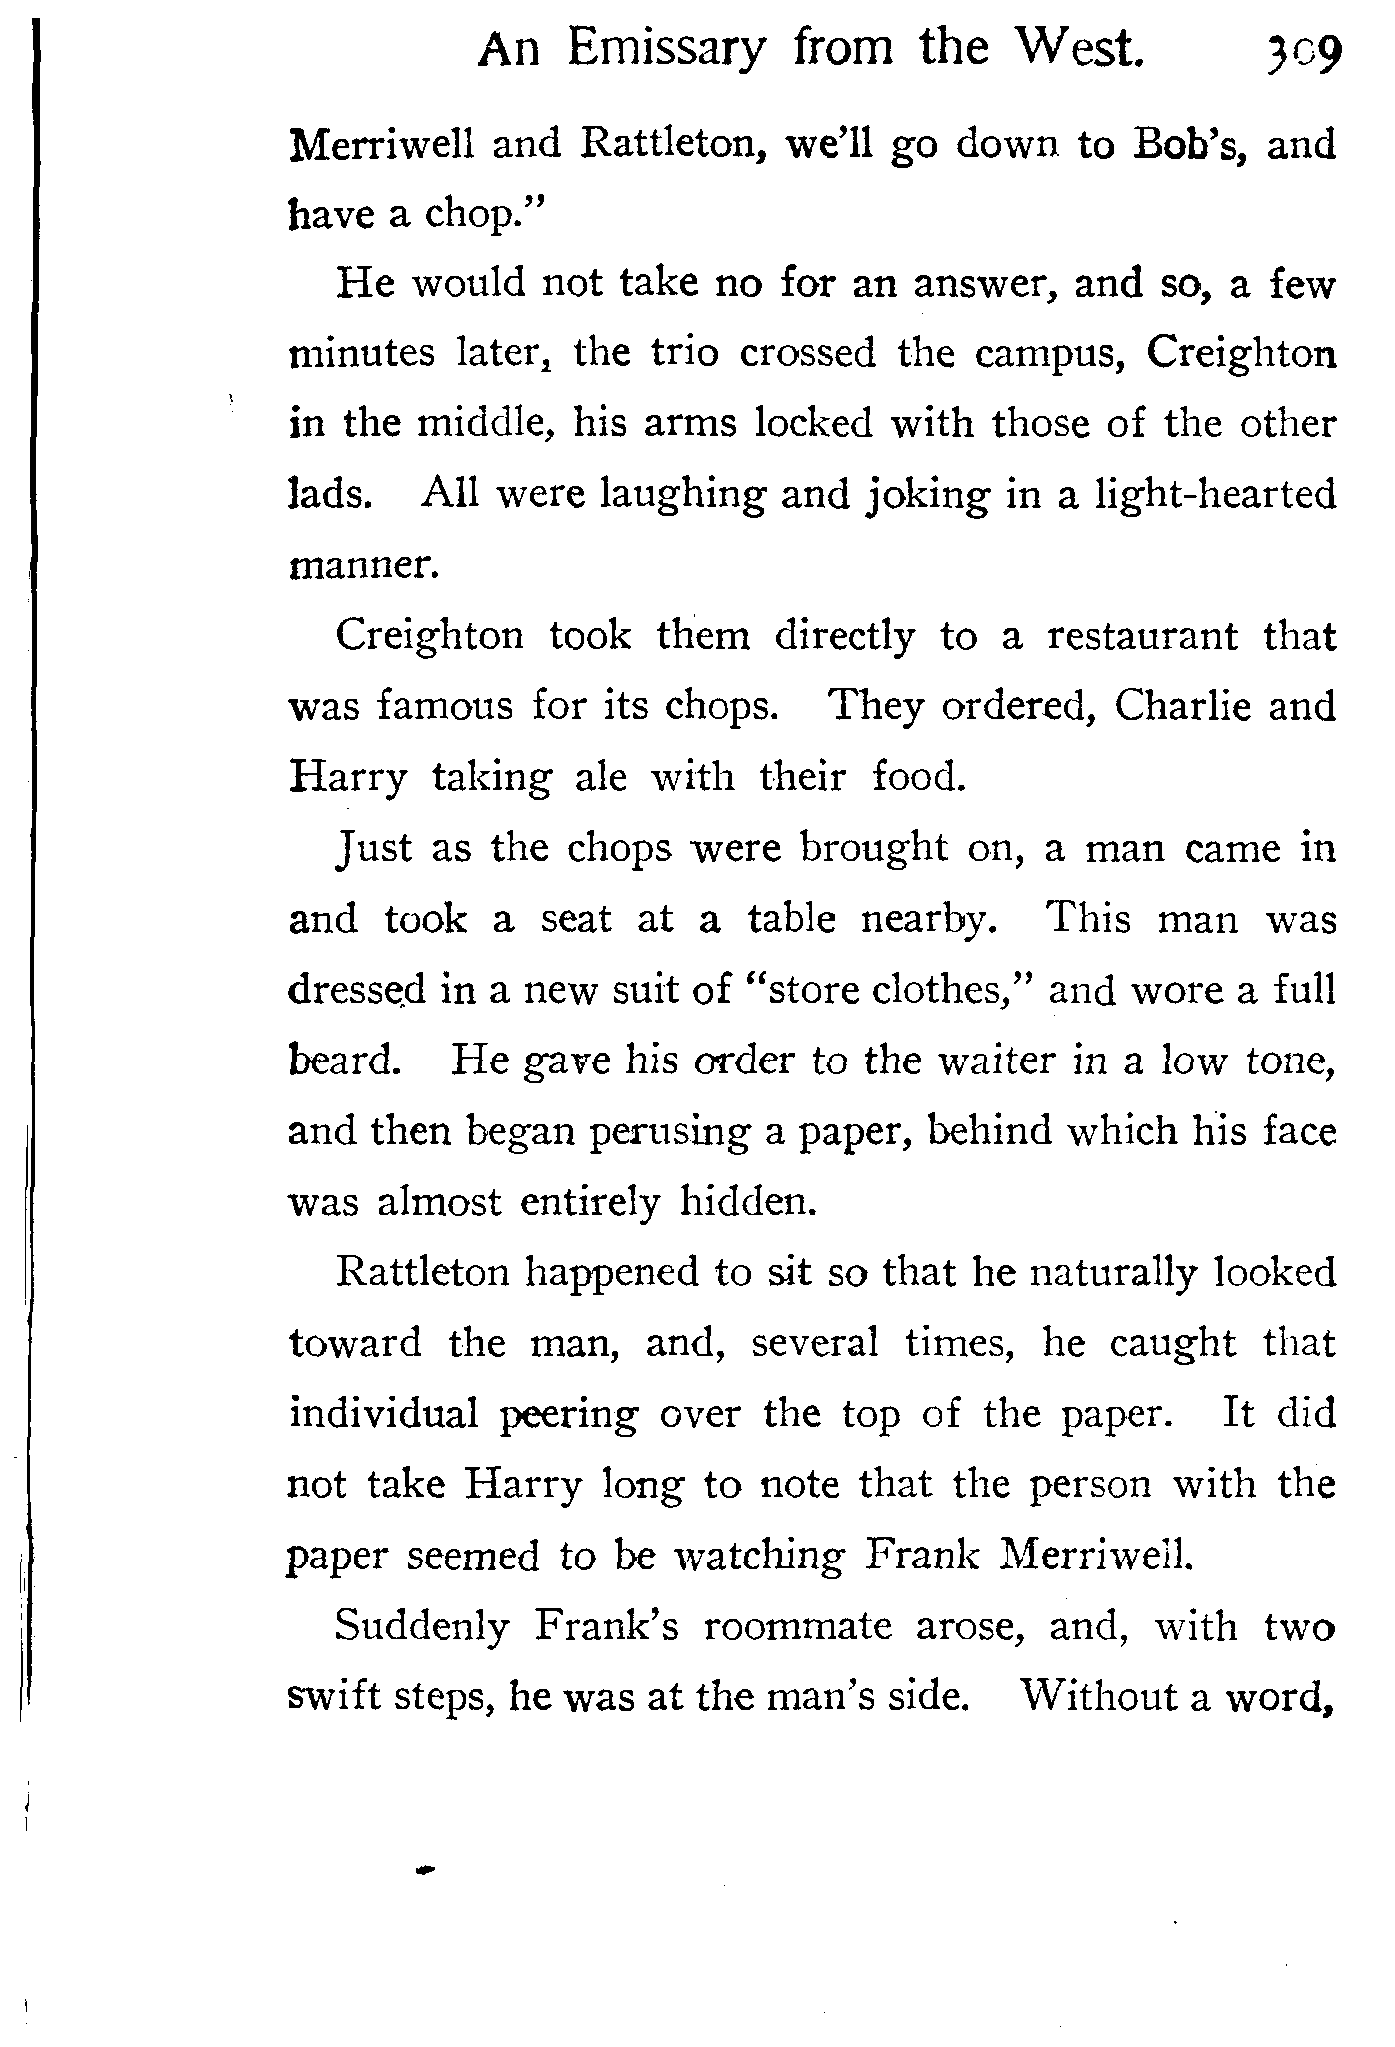 An Emissary from the West. 309
Merriwell and Rattleton, we'll go down to Bob's, and
have a chop."
He would not take no for an answer, and so, a few
minutes later, the trio crossed the campus, Creighton
in the middle, his arms locked with those of the other
lads. All were laughing and joking in a light-hearted
manner.
Creighton took them directly to a restaurant that
was famous for its chops. They ordered, Charlie and
Harry taking ale with their food.
Just as the chops were brought on, a man came in
and took a seat at a table nearby. This man was
dressed in a new suit of "store clothes," and wore a full
beard. He gave his order to the waiter in a low tone,
and then began perusing a paper, behind which his face
was almost entirely hidden.
Rattleton happened to sit so that he naturally looked
toward the man, and, several times, he caught that
individual peering over the top of the paper. It did
not take Harry long to note that the person with the
paper seemed to be watching Frank Merriwell.
Suddenly Frank's roommate arose, and, with two
swift steps, he was at the man's side. Without a word,